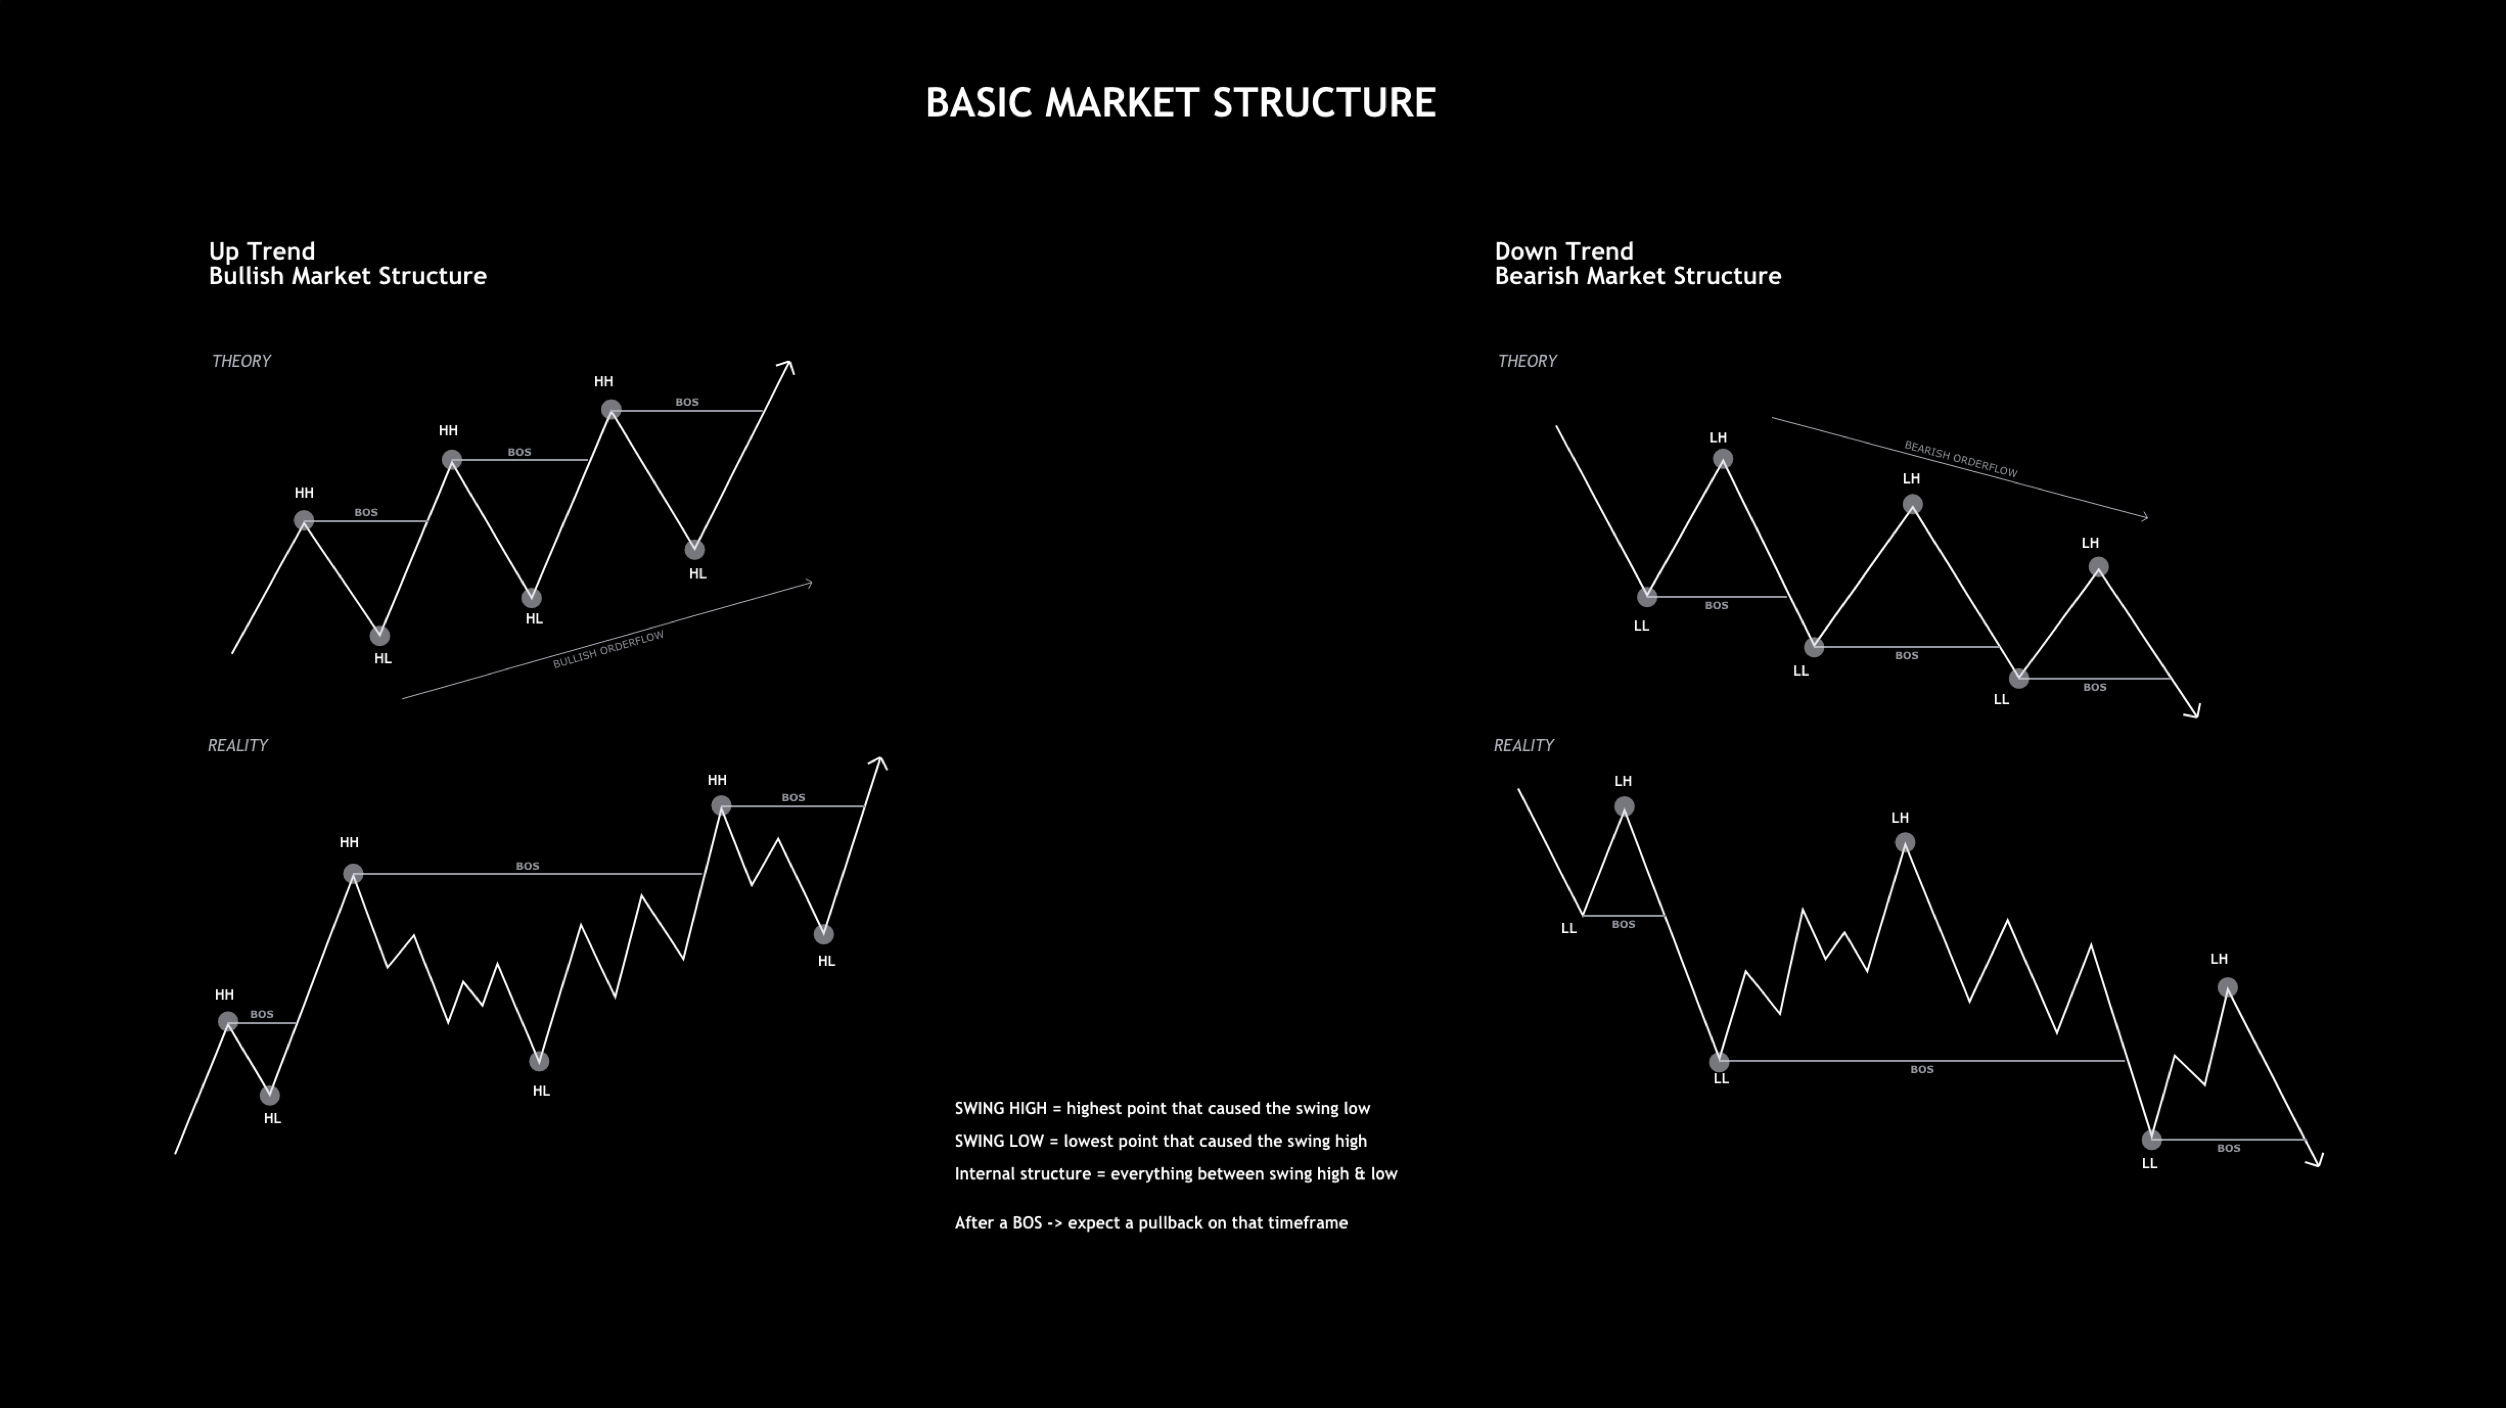 BASIC MARKET STRUCTURE
Up Trend
Bullish Market Structure
THEORY
HH
BOS
HH
BOS
HH
BOS
HL
HL
HL
BULLISH ORDERFLOW
REALITY
HH
BOS
HH
BOS
HH
BOS
HL
HL
HL
Down Trend
Bearish Market Structure
THEORY
BEARISH ORDERFLOW
LH
LH
LH
BOS
LL
BOS
LL
BOS
LL
REALITY
LH
LH
LH
LL
BOS
LL
BOS
LL
BOS
SWING HIGH = highest point that caused the swing low
SWING LOW = lowest point that caused the swing high
Internal structure = everything between swing high & low
After a BOS -> expect a pullback on that timeframe